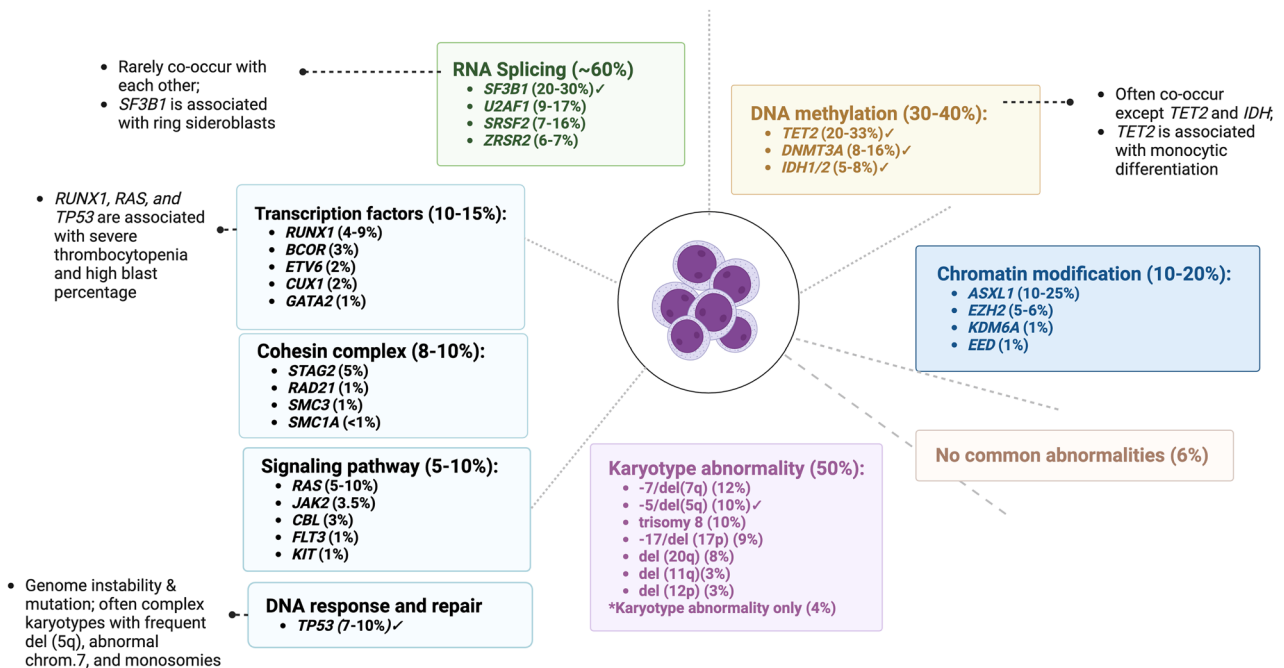 • Rarely co-occur with
each other;
• SF3B1 is associated
with ring sideroblasts
RNA Splicing (~60%)
• SF3B1 (20-30%)✓
• U2AF1 (9-17%)
• SRSF2 (7-16%)
• ZRSR2 (6-7%)
DNA methylation (30-40%):
• TET2 (20-33%)✓
• DNMT3A (8-16%)✓
• IDH1/2 (5-8%)✓
• Often co-occur
except TET2 and IDH;
• TET2 is associated
with monocytic
differentiation
• RUNX1, RAS, and
TP53 are associated
with severe
thrombocytopenia
and high blast
percentage
Transcription factors (10-15%):
• RUNX1 (4-9%)
• BCOR (3%)
• ETV6 (2%)
• CUX1 (2%)
• GATA2 (1%)
Chromatin modification (10-20%):
• ASXL1 (10-25%)
• EZH2 (5-6%)
• KDM6A (1%)
• EED (1%)
Cohesin complex (8-10%):
• STAG2 (5%)
• RAD21 (1%)
• SMC3 (1%)
• SMC1A (<1%)
No common abnormalities (6%)
Signaling pathway (5-10%):
• RAS (5-10%)
• JAK2 (3.5%)
• CBL (3%)
• FLT3 (1%)
• KIT (1%)
Karyotype abnormality (50%):
• -7/del(7q) (12%)
• -5/del(5q) (10%)✓
• trisomy 8 (10%)
• -17/del (17p) (9%)
• del (20q) (8%)
• del (11q)(3%)
• del (12p) (3%)
*Karyotype abnormality only (4%)
• Genome instability &
mutation; often complex
karyotypes with frequent
del (5q), abnormal
chrom.7, and monosomies
DNA response and repair
• TP53 (7-10%)✓